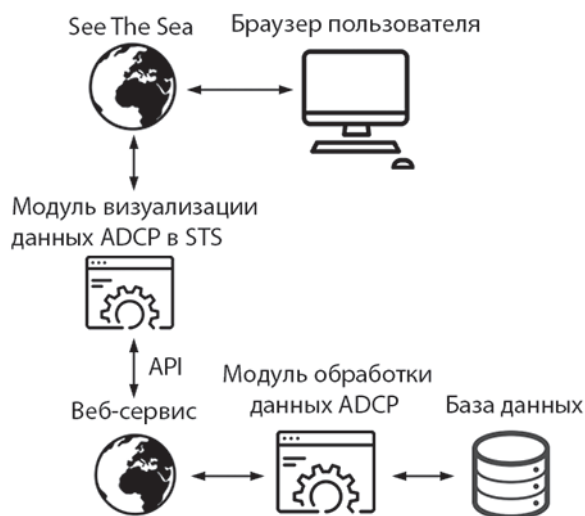 See The Sea
Браузер пользователя
Модуль визуализации
данных ADCP в STS
API
Веб-сервис
Модуль обработки
данных ADCP
База данных